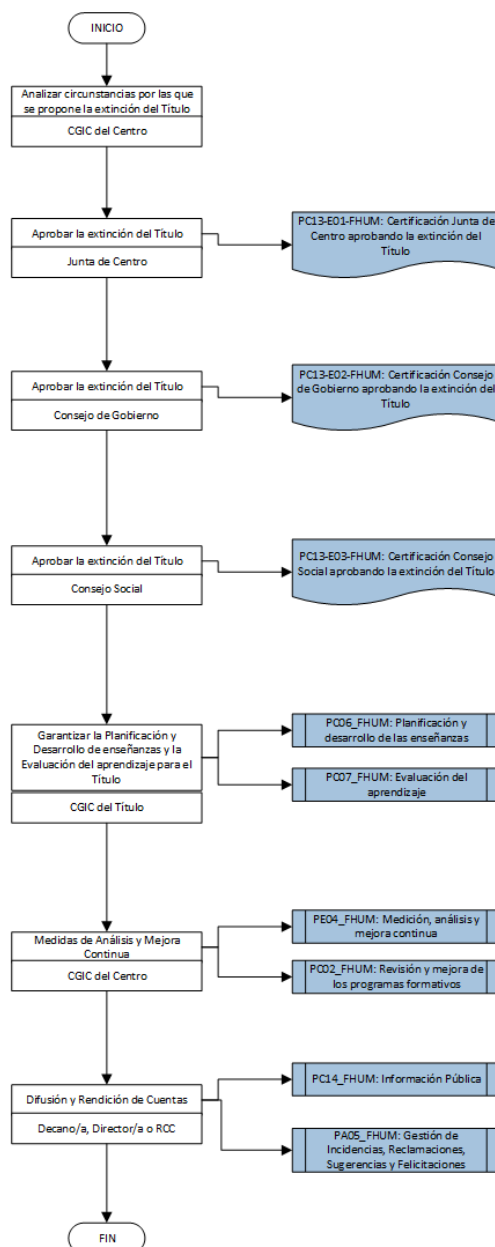 INICIO
Analizar circunstancias por las que
se propone la extinción del Título
CGIC del Centro
Aprobar la extinción del Título
Junta de Centro
PC13-E01-FHUM: Certificación Junta de
Centro aprobando la extinción del
Título
Aprobar la extinción del Título
Consejo de Gobierno
PC13-E02-FHUM: Certificación Consejo
de Gobierno aprobando la extinción del
Título
Aprobar la extinción del Título
Consejo Social
PC13-E03-FHUM: Certificación Consejo
Social aprobando la extinción del Título
Garantizar la Planificación y
Desarrollo de enseñanzas y la
Evaluación del aprendizaje para el
Título
CGIC del Título
PC06_FHUM: Planificación y
desarrollo de las enseñanzas
PC07_FHUM: Evaluación del
aprendizaje
Medidas de Análisis y Mejora
Continua
CGIC del Centro
PE04_FHUM: Medición, análisis y
mejora continua
PC02_FHUM: Revisión y mejora de
los programas formativos
Difusión y Rendición de Cuentas
Decano/a, Director/a o RCC
PC14_FHUM: Información Pública
PA05_FHUM: Gestión de
Incidencias, Reclamaciones,
Sugerencias y Felicitaciones
FIN